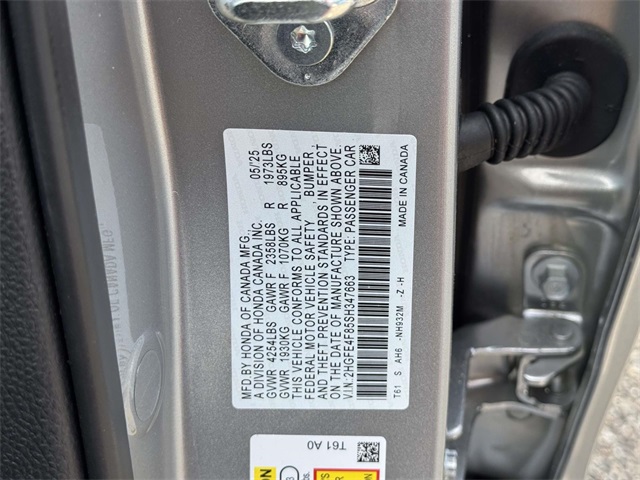 MFD.BY HONDA OF CANADA MFG.,
A DIVISION OF HONDA CANADA INC. 05/'25
GVWR 4254LBS GAWR F 2358LBS R 1973LBS
GVWR 1930KG GAWR F 1070KG R 895KG
THIS VEHICLE CONFORMS TO ALL APPLICABLE
FEDERAL MOTOR VEHICLE SAFETY , BUMPER ,
AND THEFT PREVENTION STANDARDS IN EFFECT
ON THE DATE OF MANUFACTURE SHOWN ABOVE.
V.I.N: 2HGFE4F85SH347663 TYPE: PASSENGER CAR
T61 S AH6 -NH932M -Z -H MADE IN CANADA
T61 A0